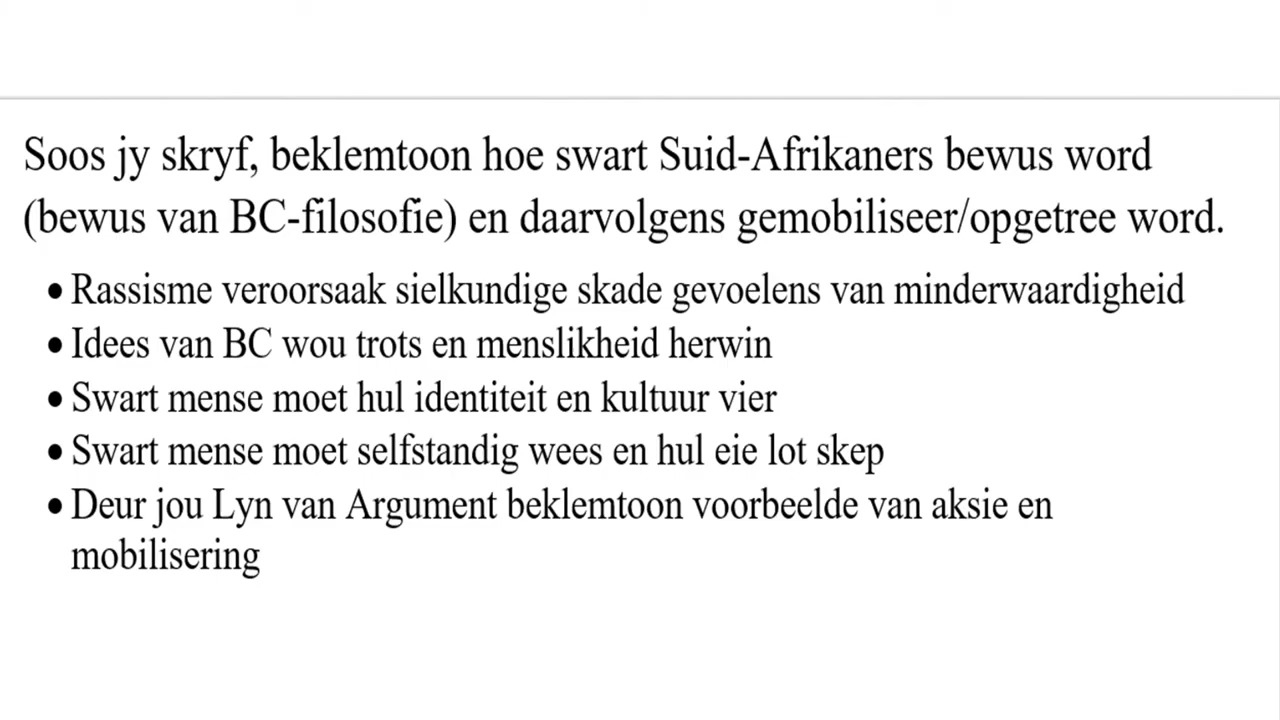 Soos jy skryf, beklemtoon hoe swart Suid-Afrikaners bewus word
(bewus van BC-filosofie) en daarvolgens gemobiliseer/opgetree word.
• Rassisme veroorsaak sielkundige skade gevoelens van minderwaardigheid
• Idees van BC wou trots en menslikheid herwin
• Swart mense moet hul identiteit en kultuur vier
• Swart mense moet selfstandig wees en hul eie lot skep
• Deur jou Lyn van Argument beklemtoon voorbeelde van aksie en
mobilisering